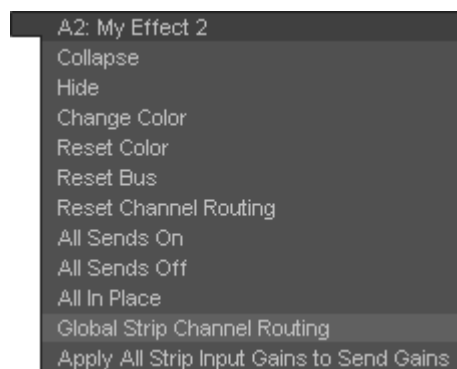 A2: My Effect 2
Collapse
Hide
Change Color
Reset Color
Reset Bus
Reset Channel Routing
All Sends On
All Sends Off
All In Place
Global Strip Channel Routing
Apply All Strip Input Gains to Send Gains